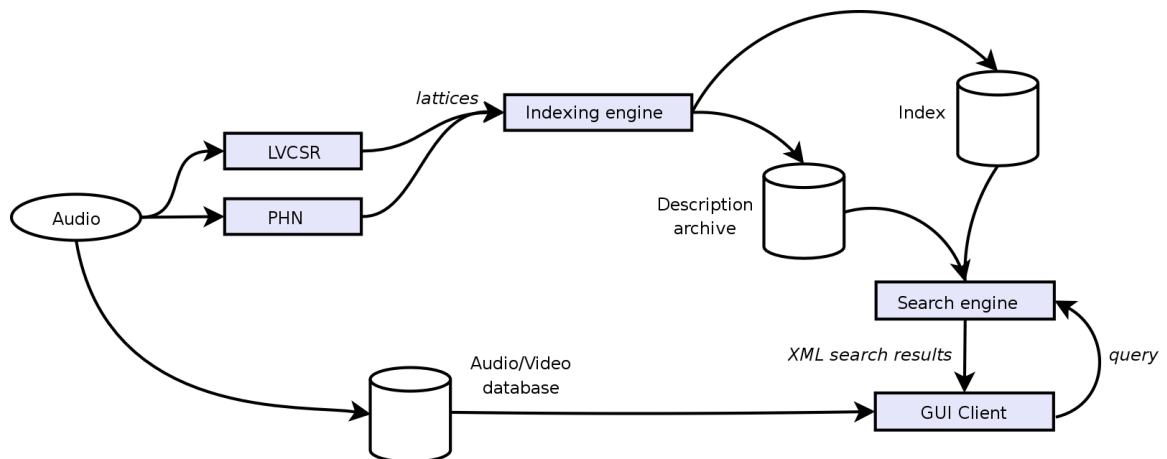 lattices
Indexing engine
Index
LVCSR
PHN
Audio
Description
archive
Search engine
XML search results
query
Audio/Video
database
GUI Client